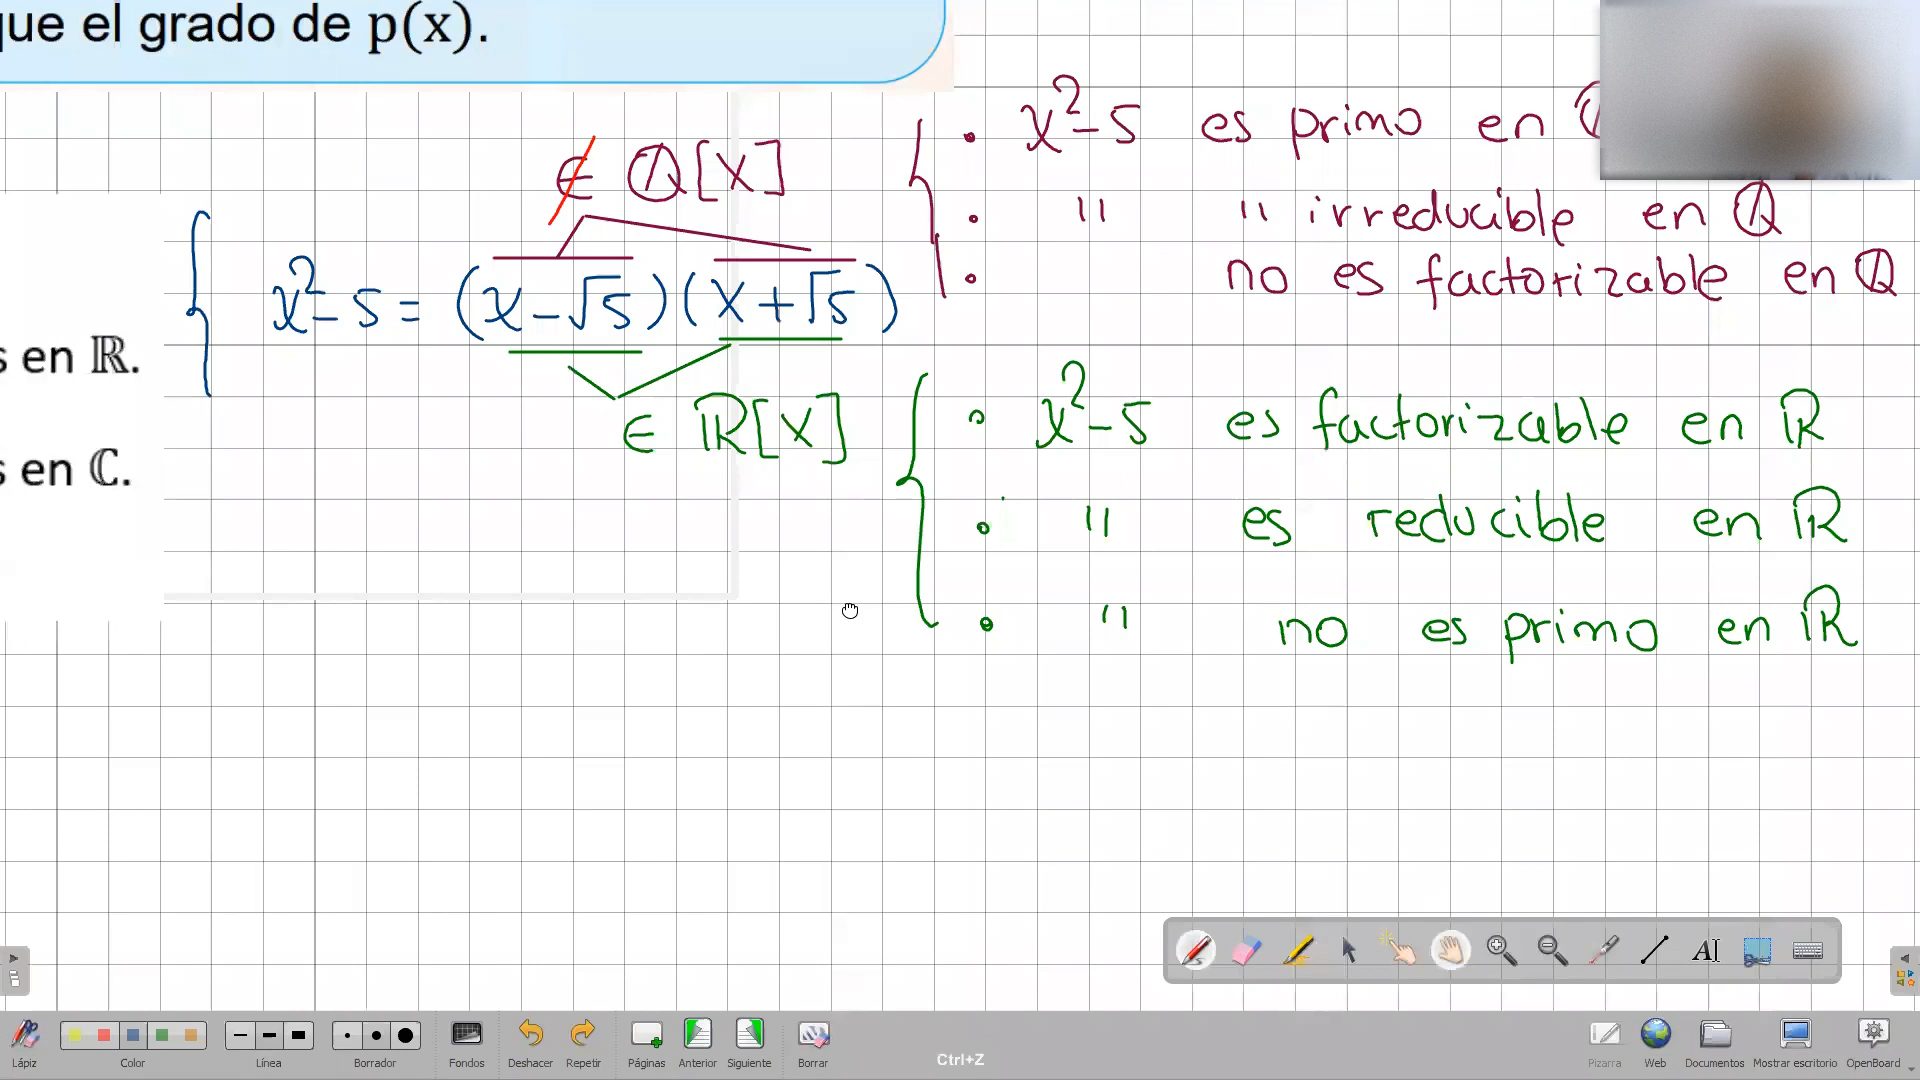 que el grado de p(x).
x² - 5 es primo en
∉ ℚ[x]
" " irreducible en ℚ
no es factorizable en ℚ
x² - 5 = (x - √5)(x + √5)
s en ℝ.
∈ ℝ[x]
x² - 5 es factorizable en ℝ
s en ℂ.
" es reducible en ℝ
" no es primo en ℝ
AI
Lápiz
Color
Línea
Borrador
Fondos
Deshacer
Repetir
Páginas
Anterior
Siguiente
Borrar
Ctrl+Z
Pizarra
Web
Documentos
Mostrar escritorio
OpenBoard